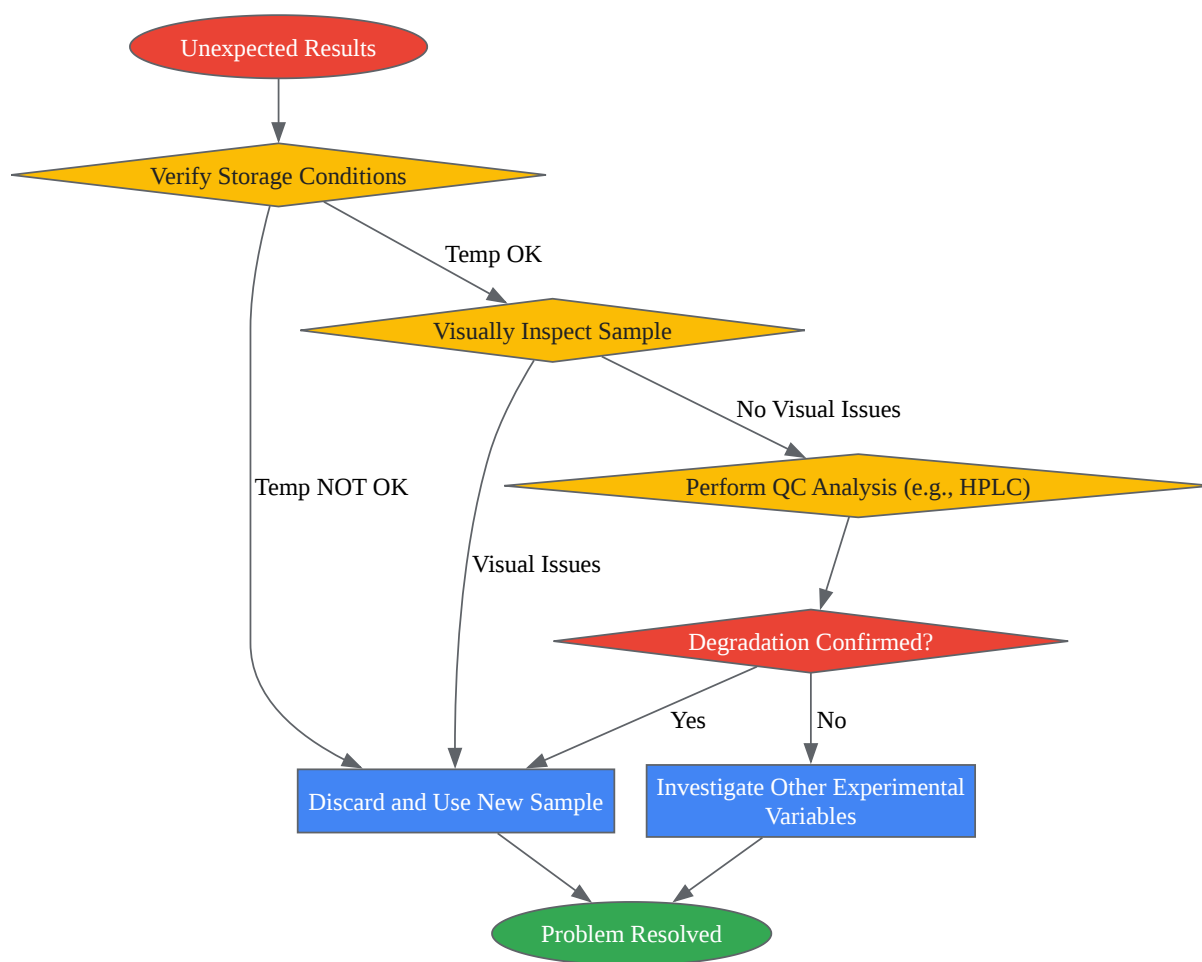 Unexpected Results
Verify Storage Conditions
Temp OK
Visually Inspect Sample
No Visual Issues
Temp NOT OK
Perform QC Analysis (e.g., HPLC)
Visual Issues
Degradation Confirmed?
Yes
No
Discard and Use New Sample
Investigate Other Experimental
Variables
Problem Resolved